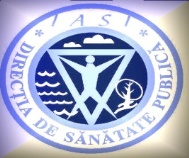 IAȘI
DIRECȚIA DE SĂNĂTATE PUBLICĂ